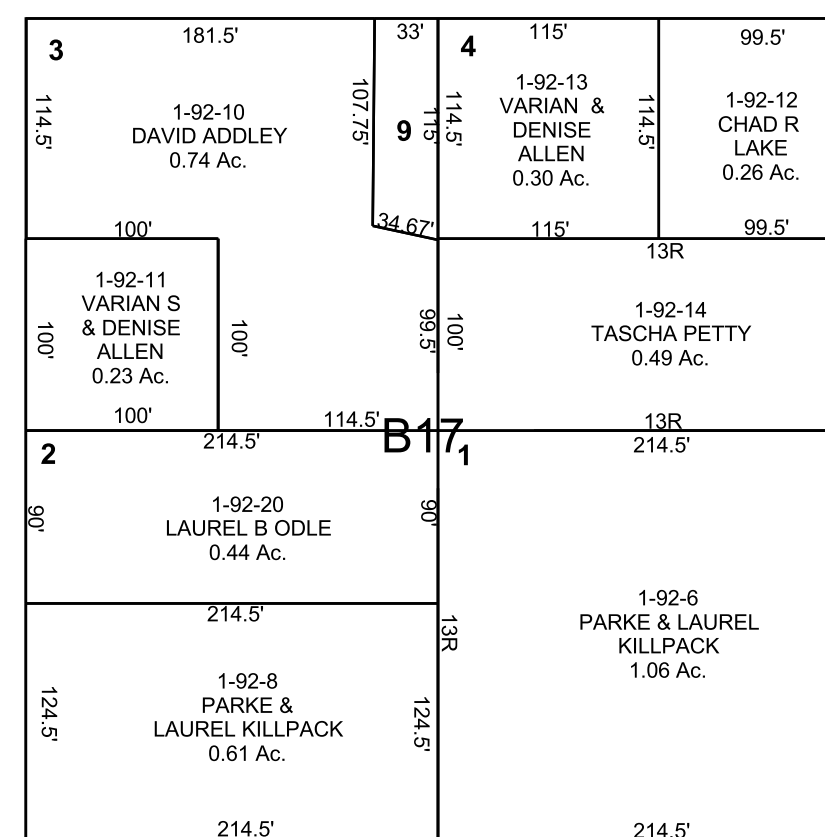 3
181.5'
33'
4
115'
99.5'
114.5'
1-92-10
DAVID ADDLEY
0.74 Ac.
107.75'
9
115'
114.5'
1-92-13
VARIAN &
DENISE
ALLEN
0.30 Ac.
114.5'
1-92-12
CHAD R
LAKE
0.26 Ac.
100'
34.67'
115'
99.5'
13R
1-92-11
VARIAN S
& DENISE
ALLEN
0.23 Ac.
100'
100'
99.5'
100'
1-92-14
TASCHA PETTY
0.49 Ac.
100'
114.5'
13R
B17
2
214.5'
1
214.5'
90'
1-92-20
LAUREL B ODLE
0.44 Ac.
90'
214.5'
13R
1-92-6
PARKE & LAUREL
KILLPACK
1.06 Ac.
124.5'
1-92-8
PARKE &
LAUREL KILLPACK
0.61 Ac.
124.5'
214.5'
214.5'